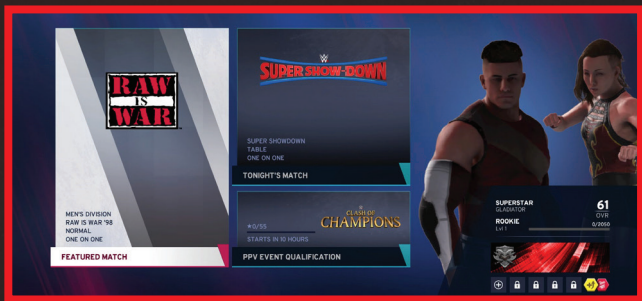 RAW
IS
WAR
MEN'S DIVISION
RAW IS WAR '98
NORMAL
ONE ON ONE
FEATURED MATCH
SUPER SHOW-DOWN
SUPER SHOWDOWN
TABLE
ONE ON ONE
TONIGHT'S MATCH
0/55
STARTS IN 10 HOURS
CLASH OF
CHAMPIONS
PPV EVENT QUALIFICATION
SUPERSTAR
GLADIATOR
61
OVR
ROOKIE
Lvl 1
0/2050